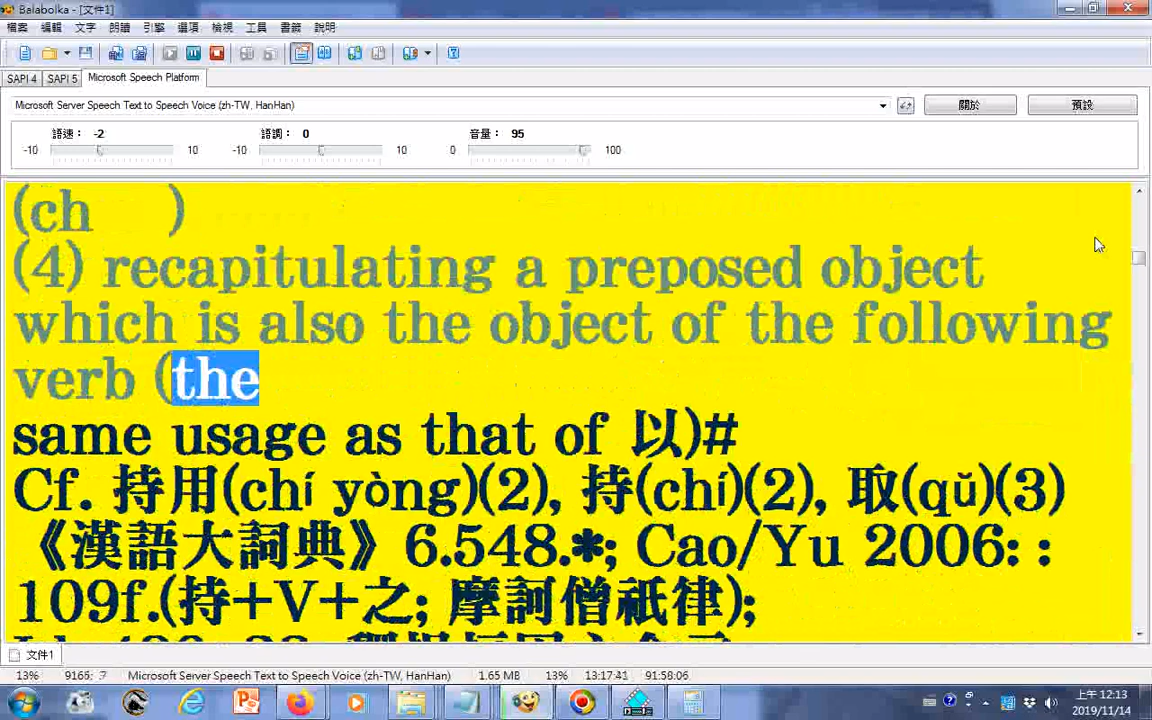 Balabolka - [文件1]
檔案 編輯 文字 朗讀 引擎 選項 檢視 工具 書籤 說明
SAPI 4 SAPI 5 Microsoft Speech Platform
Microsoft Server Speech Text to Speech Voice (zh-TW, HanHan) 關於 預設
語速： -2 語調： 0 音量： 95
-10 10 -10 10 0 100
(ch )
(4) recapitulating a preposed object
which is also the object of the following
verb (the
same usage as that of 以)#
Cf. 持用(chí yòng)(2), 持(chí)(2), 取(qǔ)(3)
《漢語大詞典》6.548.*; Cao/Yu 2006: :
109f.(持+V+之; 摩訶僧祇律);
文件1
13% 9165: 7 Microsoft Server Speech Text to Speech Voice (zh-TW, HanHan) 1.65 MB 13% 13:17:41 91:58:06
上午 12:13
2019/11/14